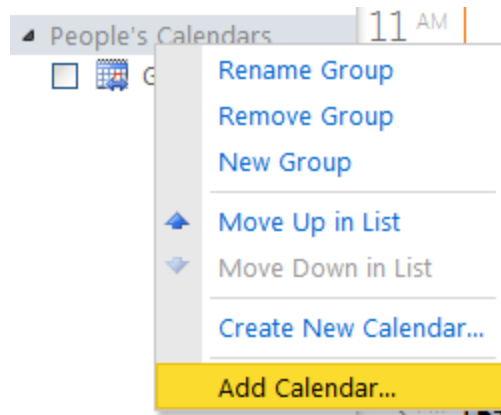 People's Calendars
11 AM
Rename Group
Remove Group
New Group
Move Up in List
Move Down in List
Create New Calendar...
Add Calendar...